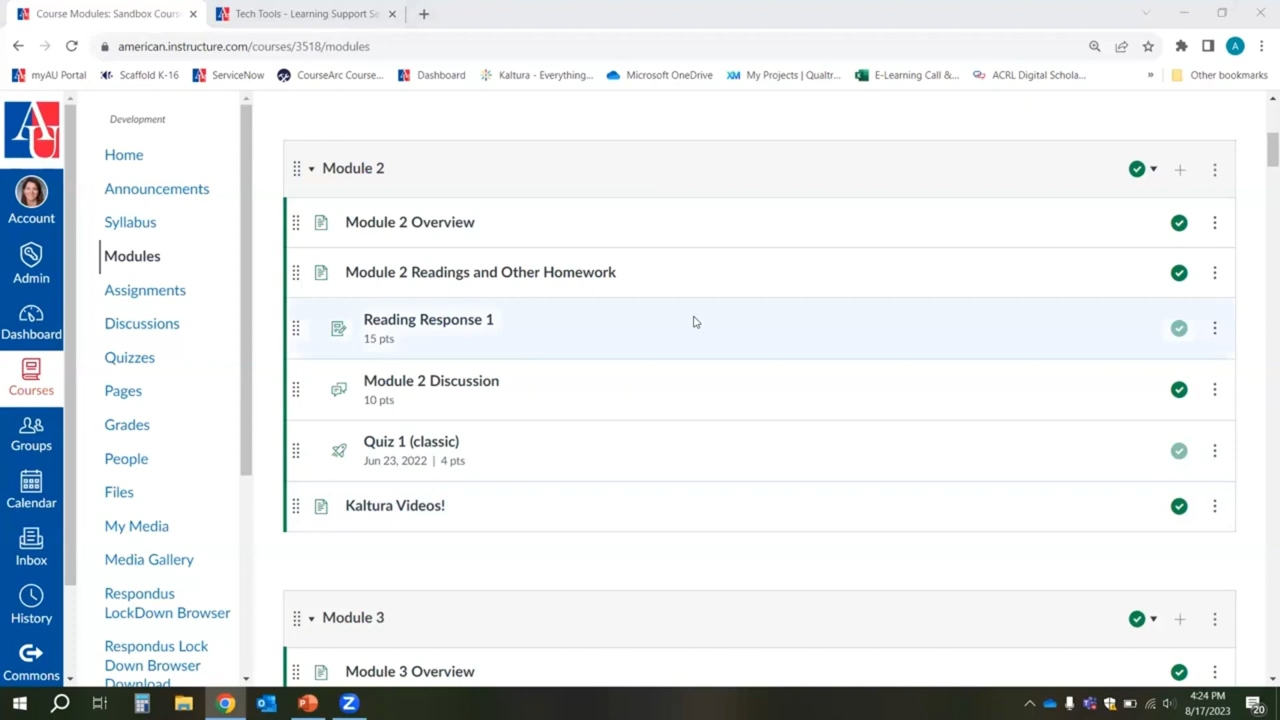 Course Modules: Sandbox Cours
Tech Tools - Learning Support Se
american.instructure.com/courses/3518/modules
A
myAU Portal
Scaffold K-16
ServiceNow
CourseArc Course...
Dashboard
Kaltura - Everything...
Microsoft OneDrive
XM My Projects | Qualtr...
E-Learning Call &...
ACRL Digital Schola...
»
Other bookmarks
AU
Account
Admin
Dashboard
Courses
Groups
Calendar
Inbox
History
Commons
Development
Home
Announcements
Syllabus
Modules
Assignments
Discussions
Quizzes
Pages
Grades
People
Files
My Media
Media Gallery
Respondus
LockDown Browser
Respondus Lock
Down Browser
Download
Module 2
Module 2 Overview
Module 2 Readings and Other Homework
Reading Response 1
15 pts
Module 2 Discussion
10 pts
Quiz 1 (classic)
Jun 23, 2022 | 4 pts
Kaltura Videos!
Module 3
Module 3 Overview
4:24 PM
8/17/2023
20